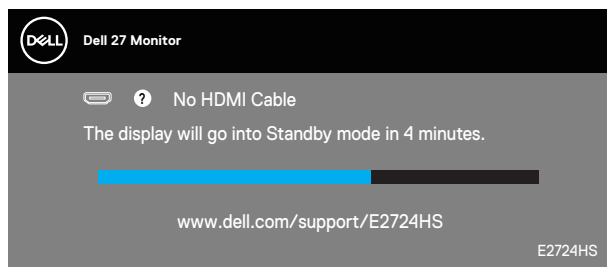 DELL
Dell 27 Monitor
? No HDMI Cable
The display will go into Standby mode in 4 minutes.
www.dell.com/support/E2724HS
E2724HS